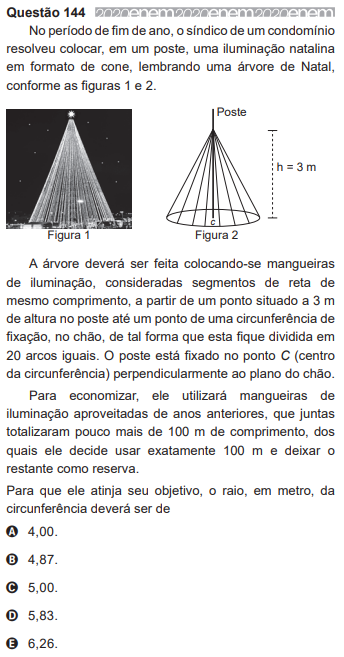 Questão 144 2020enem2020enem2020enem
No período de fim de ano, o síndico de um condomínio
resolveu colocar, em um poste, uma iluminação natalina
em formato de cone, lembrando uma árvore de Natal,
conforme as figuras 1 e 2.
Poste
h = 3 m
C
Figura 1
Figura 2
A árvore deverá ser feita colocando-se mangueiras
de iluminação, consideradas segmentos de reta de
mesmo comprimento, a partir de um ponto situado a 3 m
de altura no poste até um ponto de uma circunferência de
fixação, no chão, de tal forma que esta fique dividida em
20 arcos iguais. O poste está fixado no ponto C (centro
da circunferência) perpendicularmente ao plano do chão.
Para economizar, ele utilizará mangueiras de
iluminação aproveitadas de anos anteriores, que juntas
totalizaram pouco mais de 100 m de comprimento, dos
quais ele decide usar exatamente 100 m e deixar o
restante como reserva.
Para que ele atinja seu objetivo, o raio, em metro, da
circunferência deverá ser de
A 4,00.
B 4,87.
C 5,00.
D 5,83.
E 6,26.